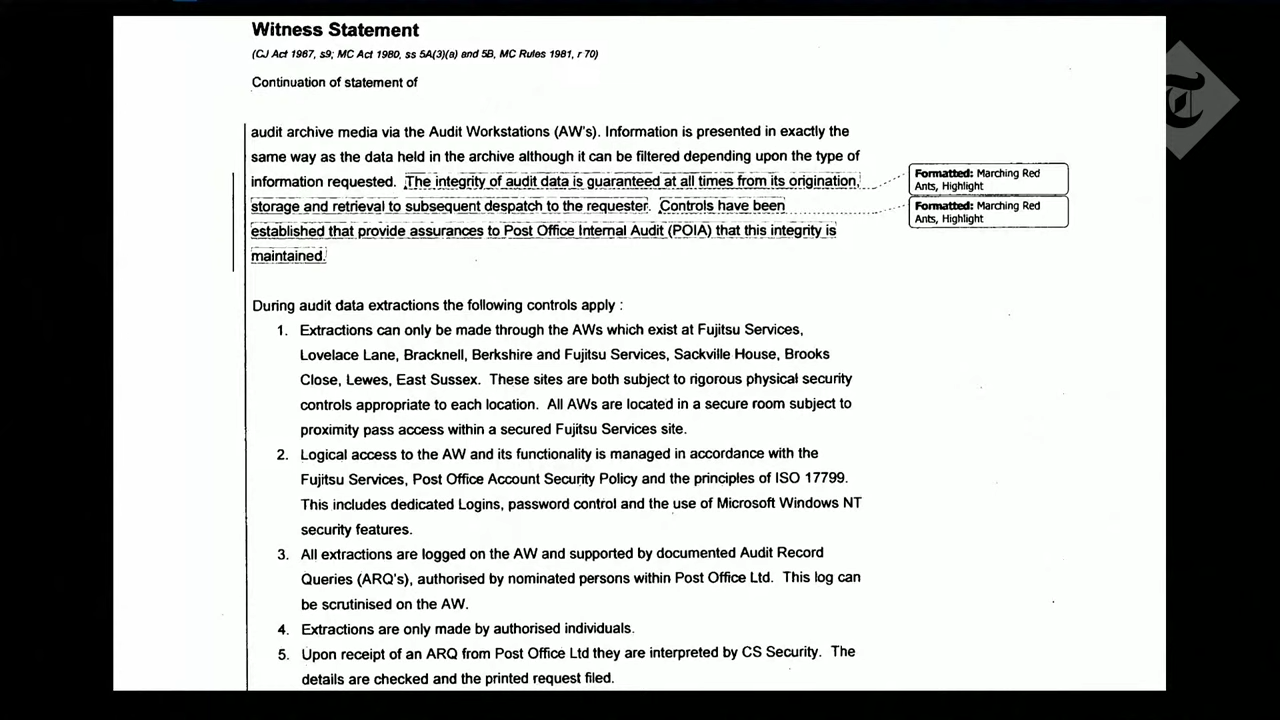 Witness Statement
(CJ Act 1967, s9; MC Act 1980, ss 5A(3)(a) and 5B, MC Rules 1981, r 70)
Continuation of statement of
audit archive media via the Audit Workstations (AW's). Information is presented in exactly the
same way as the data held in the archive although it can be filtered depending upon the type of
information requested. The integrity of audit data is guaranteed at all times from its origination,
storage and retrieval to subsequent despatch to the requester. Controls have been
established that provide assurances to Post Office Internal Audit (POIA) that this integrity is
maintained.
Formatted: Marching Red
Ants, Highlight
Formatted: Marching Red
Ants, Highlight
During audit data extractions the following controls apply :
1. Extractions can only be made through the AWs which exist at Fujitsu Services,
Lovelace Lane, Bracknell, Berkshire and Fujitsu Services, Sackville House, Brooks
Close, Lewes, East Sussex. These sites are both subject to rigorous physical security
controls appropriate to each location. All AWs are located in a secure room subject to
proximity pass access within a secured Fujitsu Services site.
2. Logical access to the AW and its functionality is managed in accordance with the
Fujitsu Services, Post Office Account Security Policy and the principles of ISO 17799.
This includes dedicated Logins, password control and the use of Microsoft Windows NT
security features.
3. All extractions are logged on the AW and supported by documented Audit Record
Queries (ARQ's), authorised by nominated persons within Post Office Ltd. This log can
be scrutinised on the AW.
4. Extractions are only made by authorised individuals.
5. Upon receipt of an ARQ from Post Office Ltd they are interpreted by CS Security. The
details are checked and the printed request filed.
T